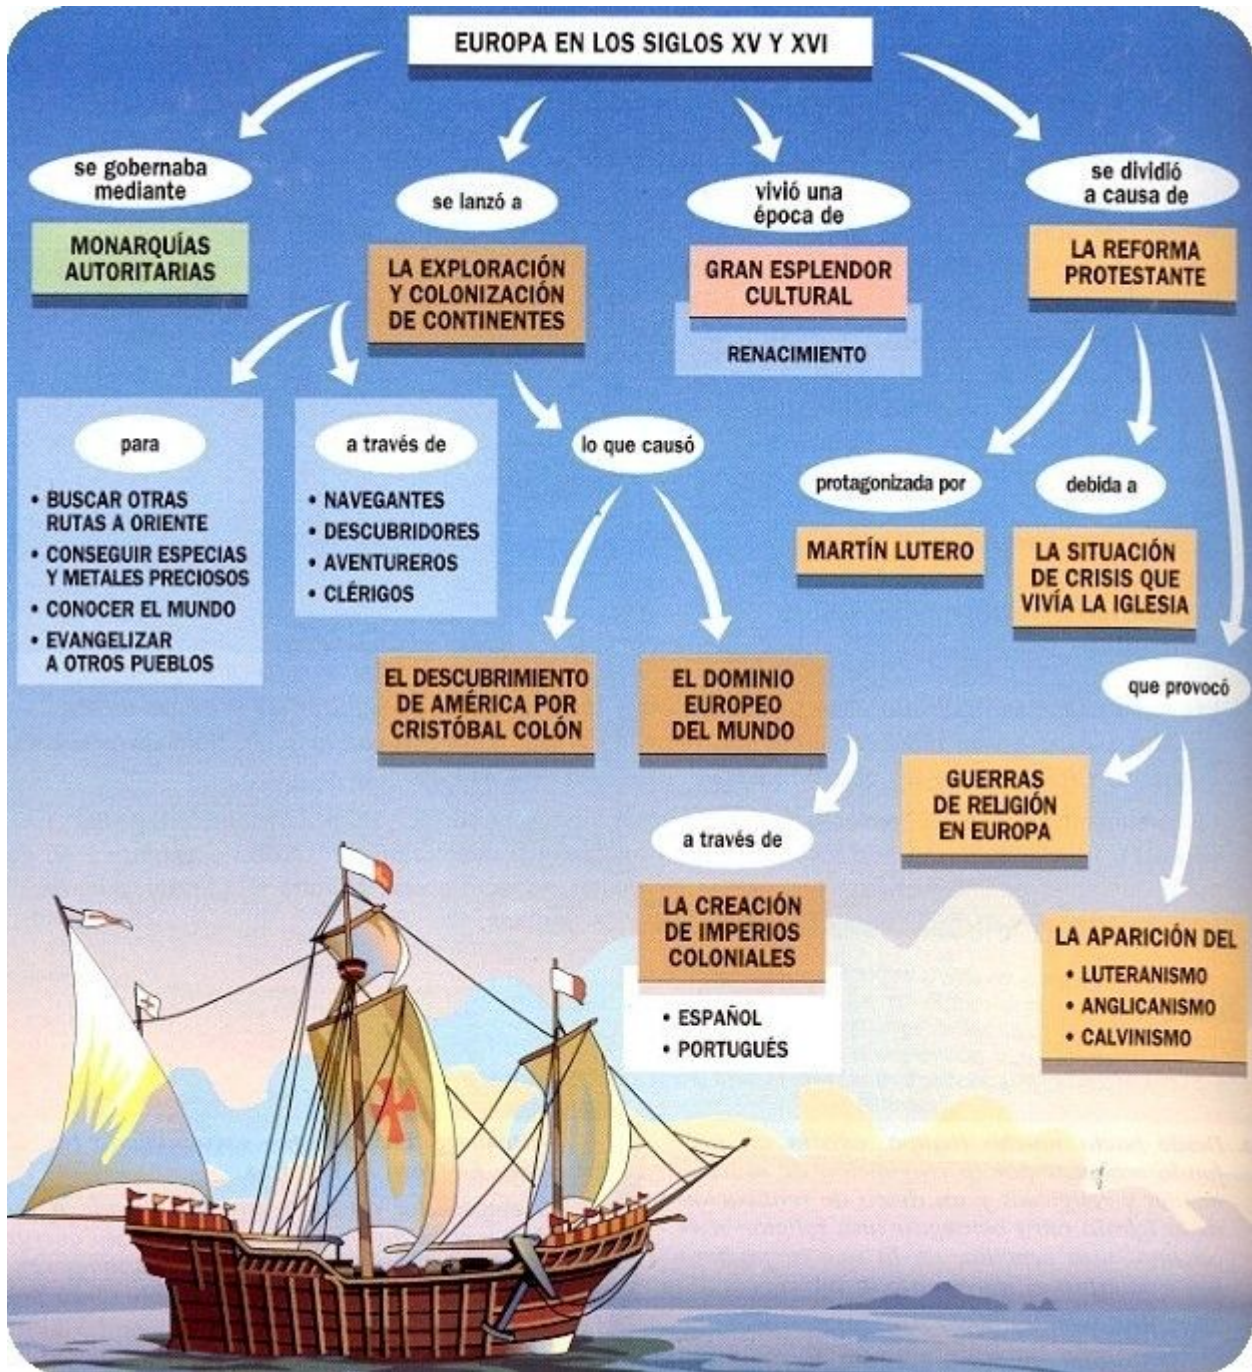 EUROPA EN LOS SIGLOS XV Y XVI
se gobernaba
mediante
MONARQUÍAS
AUTORITARIAS
se lanzó a
LA EXPLORACIÓN
Y COLONIZACIÓN
DE CONTINENTES
vivió una
época de
GRAN ESPLENDOR
CULTURAL
RENACIMIENTO
se dividió
a causa de
LA REFORMA
PROTESTANTE
para
• BUSCAR OTRAS
RUTAS A ORIENTE
• CONSEGUIR ESPECIAS
Y METALES PRECIOSOS
• CONOCER EL MUNDO
• EVANGELIZAR
A OTROS PUEBLOS
a través de
• NAVEGANTES
• DESCUBRIDORES
• AVENTUREROS
• CLÉRIGOS
lo que causó
EL DESCUBRIMIENTO
DE AMÉRICA POR
CRISTÓBAL COLÓN
EL DOMINIO
EUROPEO
DEL MUNDO
a través de
LA CREACIÓN
DE IMPERIOS
COLONIALES
• ESPAÑOL
• PORTUGUÉS
protagonizada por
MARTÍN LUTERO
debida a
LA SITUACIÓN
DE CRISIS QUE
VIVÍA LA IGLESIA
que provocó
GUERRAS
DE RELIGIÓN
EN EUROPA
LA APARICIÓN DEL
• LUTERANISMO
• ANGLICANISMO
• CALVINISMO